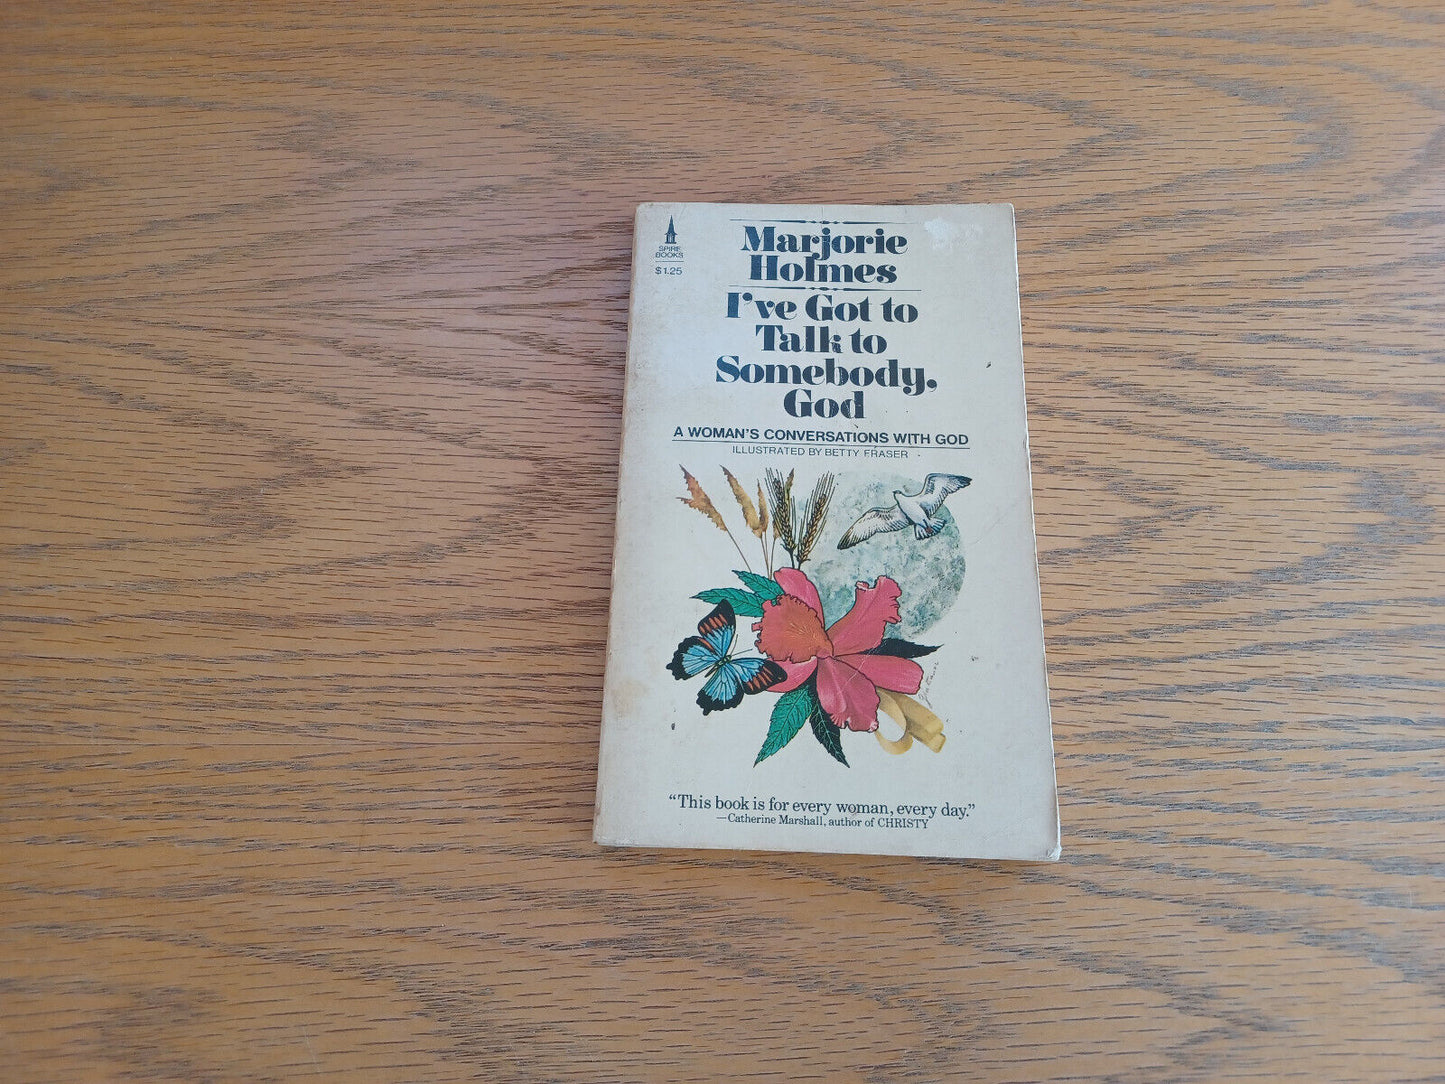 SPIRE
BOOKS
$1.25
Marjorie
Holmes
I've Got to
Talk to
Somebody,
God
A WOMAN'S CONVERSATIONS WITH GOD
ILLUSTRATED BY BETTY FRASER
“This book is for every woman, every day.”
—Catherine Marshall, author of CHRISTY